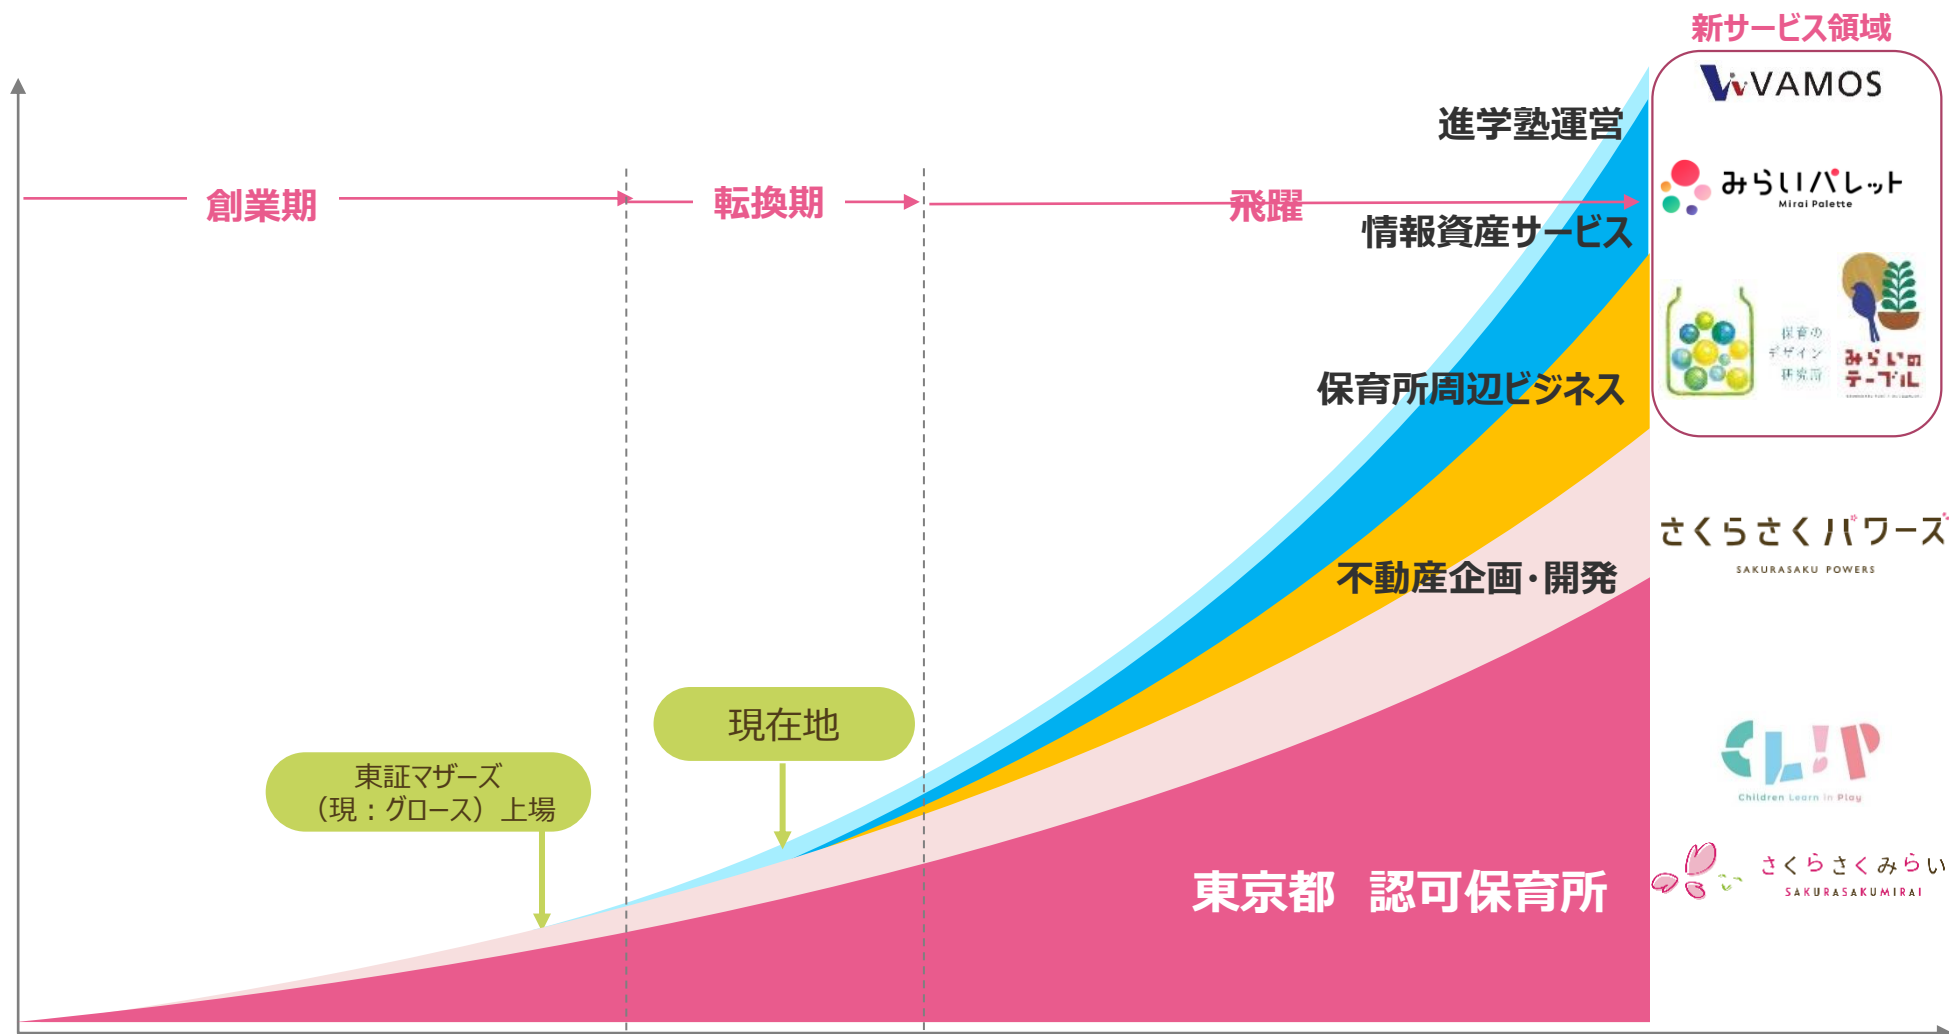 新サービス領域
VAMOS
進学塾運営
みらいパレット
Mirai Palette
創業期
転換期
飛躍
情報資産サービス
保育の
デザイン
研究所
みらいの
テーブル
保育所周辺ビジネス
さくらさくパワーズ
SAKURASAKU POWERS
不動産企画・開発
現在地
東証マザーズ
（現：グロース）上場
CL!P
Children Learn in Play
東京都 認可保育所
さくらさくみらい
SAKURASAKUMIRAI